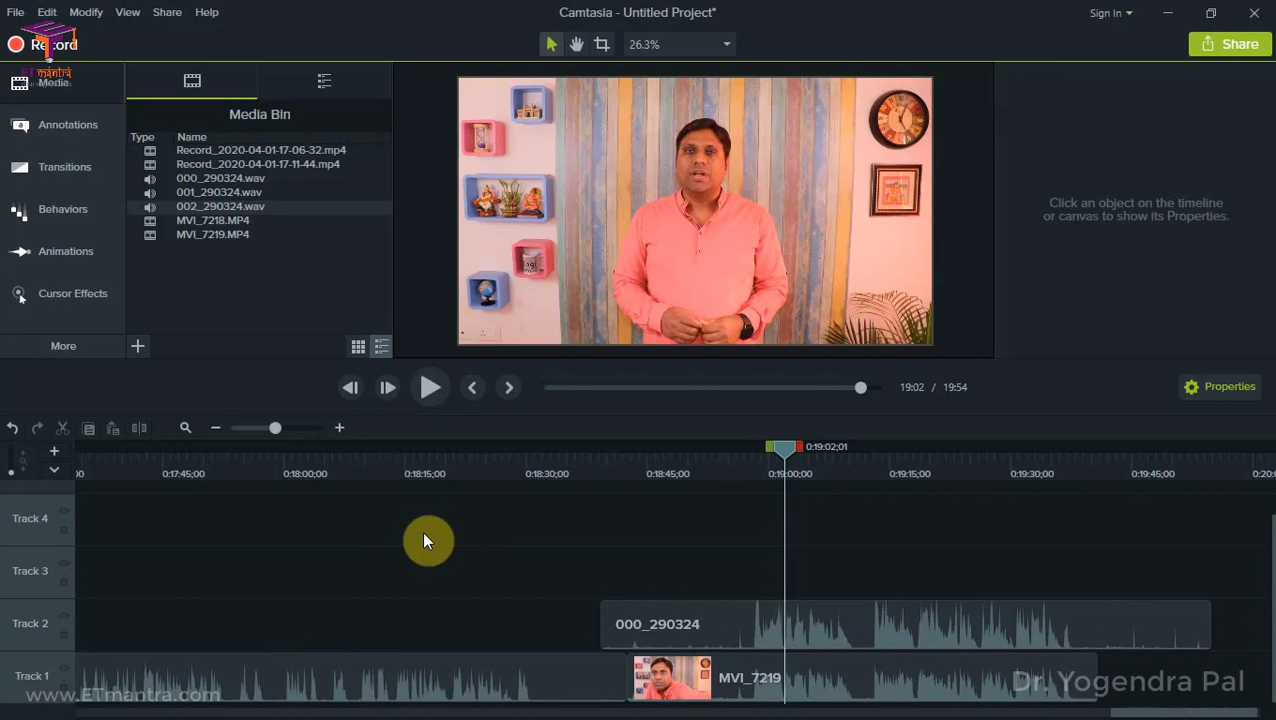 File Edit Modify View Share Help
Camtasia - Untitled Project*
Sign In
Record
ET mantra
26.3%
Share
Media
Annotations
Transitions
Behaviors
Animations
Cursor Effects
More
Media Bin
Type Name
Record_2020-04-01-17-06-32.mp4
Record_2020-04-01-17-11-44.mp4
000_290324.wav
001_290324.wav
002_290324.wav
MVI_7218.MP4
MVI_7219.MP4
Click an object on the timeline
or canvas to show its Properties.
19:02 / 19:54
Properties
0:19:02;01
:00 0:17:45;00 0:18:00;00 0:18:15;00 0:18:30;00 0:18:45;00 0:19:00;00 0:19:15;00 0:19:30;00 0:19:45;00 0:20:
Track 4
Track 3
Track 2
000_290324
Track 1
MVI_7219
www.ETmantra.com
Dr. Yogendra Pal